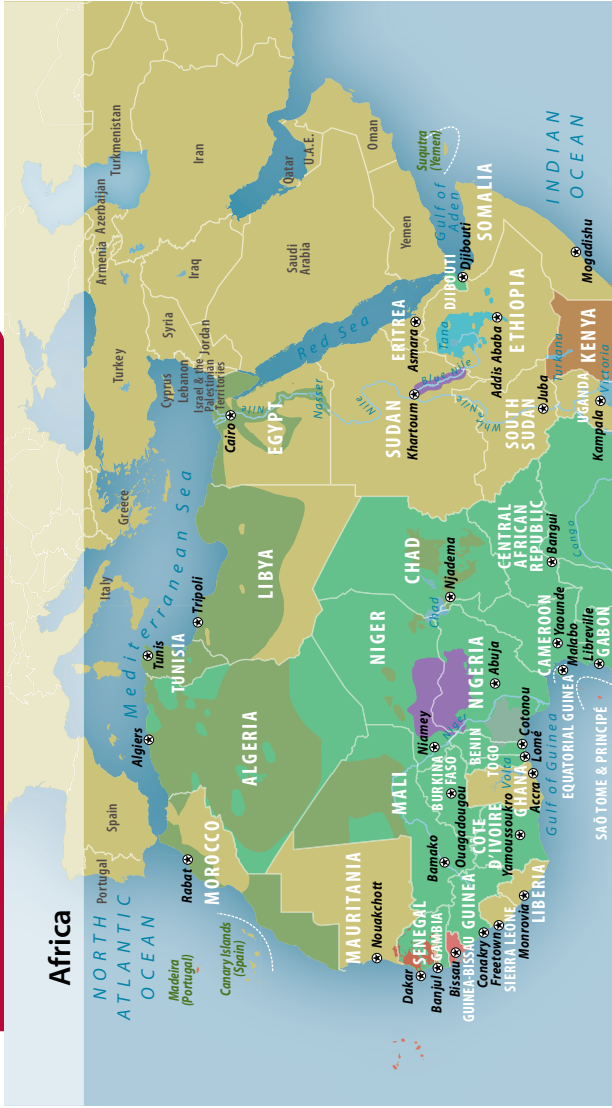 Africa
NORTH
ATLANTIC
OCEAN
Portugal
Spain
Italy
Greece
Turkey
Cyprus
Lebanon
Israel & the
Palestinian
Territories
Jordan
Syria
Armenia
Azerbaijan
Turkmenistan
Iraq
Iran
Saudi
Arabia
Qatar
U.A.E.
Oman
Yemen
Suqutra
(Yemen)
Madeira
(Portugal)
Canary Islands
(Spain)
Mediterranean Sea
Red Sea
Gulf of
Aden
INDIAN
OCEAN
Rabat
MOROCCO
Algiers
ALGERIA
Tunis
TUNISIA
Tripoli
LIBYA
Cairo
Nile
EGYPT
Nasser
Nile
MAURITANIA
Nouakchott
MALI
NIGER
CHAD
SUDAN
Khartoum
ERITREA
Asmara
Blue Nile
White Nile
Tana
DJIBOUTI
Djibouti
SOMALIA
Dakar
SENEGAL
Banjul
GAMBIA
Bissau
GUINEA-BISSAU
GUINEA
Conakry
Freetown
SIERRA LEONE
Monrovia
LIBERIA
Bamako
BURKINA
FASO
Ouagadougou
CÔTE
D’IVOIRE
Yamoussoukro
GHANA
Volta
Accra
TOGO
Lomé
BENIN
Cotonou
Niamey
Niger
NIGERIA
Abuja
Chad
Njadema
CAMEROON
Yaounde
Malabo
EQUATORIAL GUINEA
Gulf of Guinea
SAÕ TOME & PRINCIPÉ
Libreville
GABON
CENTRAL
AFRICAN
REPUBLIC
Bangui
Congo
SOUTH
SUDAN
Juba
Addis Ababa
ETHIOPIA
Mogadishu
Turkana
KENYA
UGANDA
Kampala
Victoria